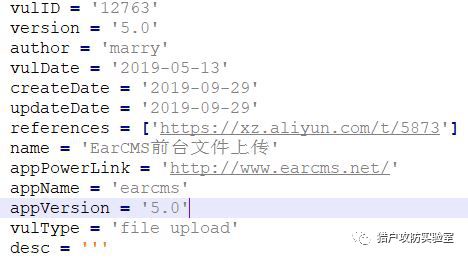 vulID = '12763'
version = '5.0'
author = 'marry'
vulDate = '2019-05-13'
createDate = '2019-09-29'
updateDate = '2019-09-29'
references = ['https://xz.aliyun.com/t/5873']
name = 'EarCMS前台文件上传'
appPowerLink = 'http://www.earcms.net/'
appName = 'earcms'
appVersion = '5.0'
vulType = 'file upload'
desc = '''
猎户攻防实验室